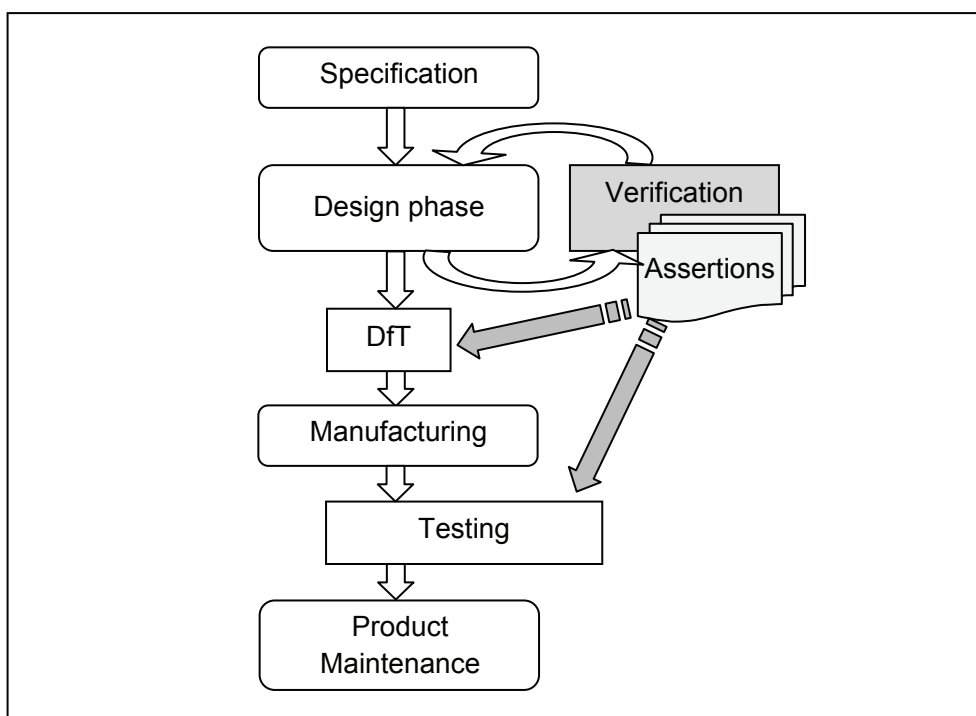 Specification
Design phase
Verification
Assertions
DfT
Manufacturing
Testing
Product
Maintenance